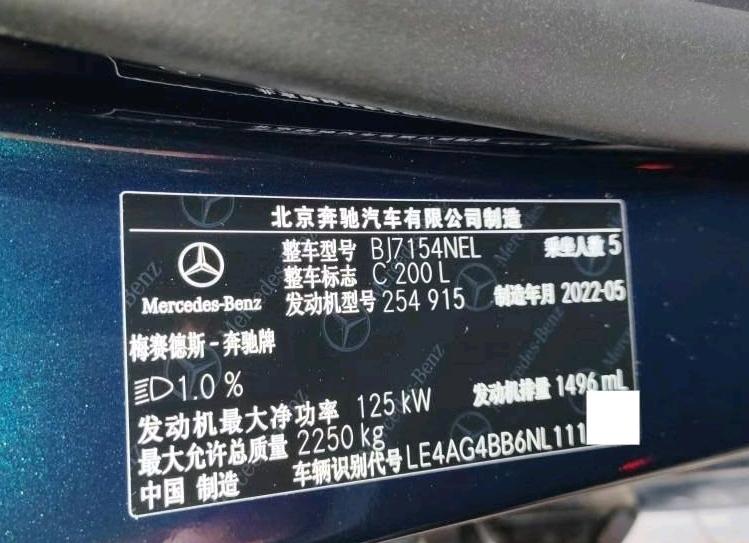 北京奔驰汽车有限公司制造
整车型号 BJ7154NEL 乘坐人数 5
整车标志 C 200 L
Mercedes-Benz 发动机型号 254 915 制造年月 2022-05
梅赛德斯－奔驰牌
1.0 % 发动机排量 1496 mL
发动机最大净功率 125 kW
最大允许总质量 2250 kg
中国 制造 车辆识别代号 LE4AG4BB6NL111